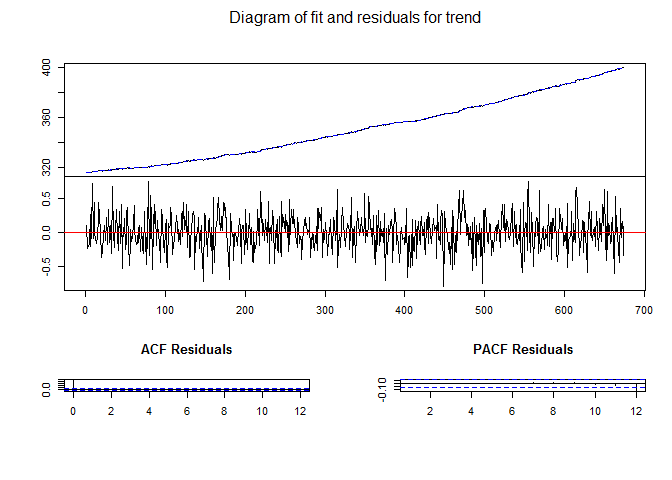 Diagram of fit and residuals for trend
400
360
320
0.5
0.0
-0.5
0 100 200 300 400 500 600 700
ACF Residuals PACF Residuals
0.0 -0.10
0 2 4 6 8 10 12 2 4 6 8 10 12